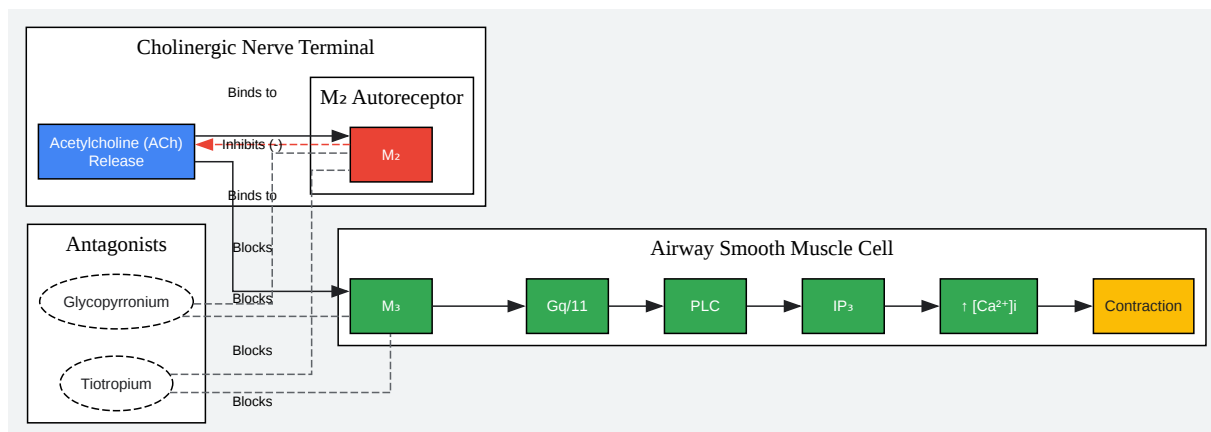 Cholinergic Nerve Terminal
Binds to
M₂ Autoreceptor
Acetylcholine (ACh)
Release
Inhibits (-)
M₂
Binds to
Antagonists
Blocks
Airway Smooth Muscle Cell
Glycopyrronium
Blocks
M₃
Gq/11
PLC
IP₃
↑ [Ca²⁺]i
Contraction
Blocks
Tiotropium
Blocks